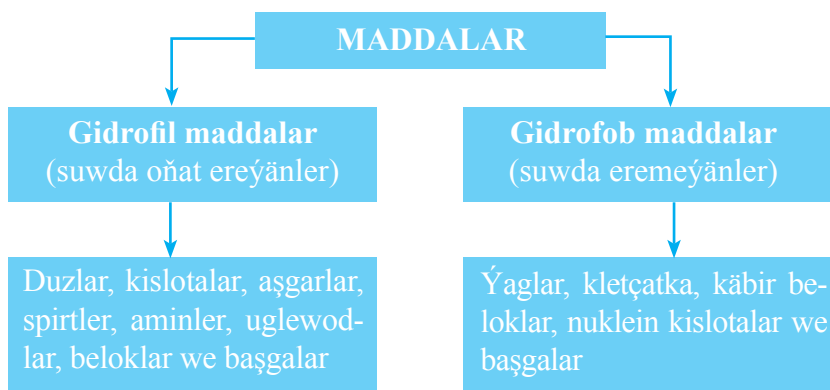 MADDALAR
Gidrofil maddalar
(suwda oňat ereýänler)
Gidrofob maddalar
(suwda eremeýänler)
Duzlar, kislotalar, aşgarlar,
spirtler, aminler, uglewod-
lar, beloklar we başgalar
Ýaglar, kletçatka, käbir be-
loklar, nuklein kislotalar we
başgalar